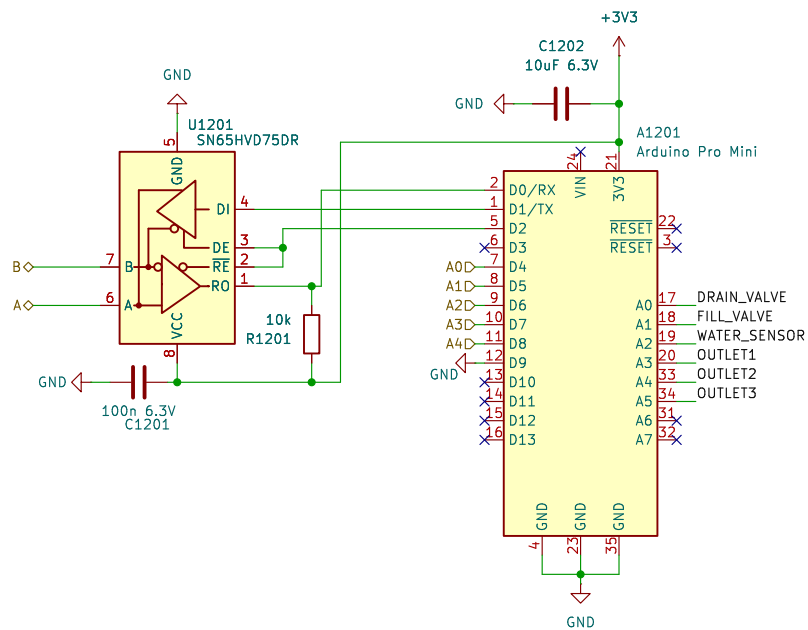 +3V3
C1202
10uF 6.3V
GND
GND
U1201
SN65HVD75DR
A1201
Arduino Pro Mini
5
GND
24
VIN
21
3V3
DI 4
DE 3
RE 2
RO 1
B 7 B
A 6 A
VCC
8
10k
R1201
GND
100n 6.3V
C1201
2 D0/RX
1 D1/TX
5 D2
6 D3
A0 7 D4
A1 8 D5
A2 9 D6
A3 10 D7
A4 11 D8
GND 12 D9
13 D10
14 D11
15 D12
16 D13
RESET 22
RESET 3
A0 17 DRAIN_VALVE
A1 18 FILL_VALVE
A2 19 WATER_SENSOR
A3 20 OUTLET1
A4 33 OUTLET2
A5 34 OUTLET3
A6 31
A7 32
GND GND GND
4 23 35
GND